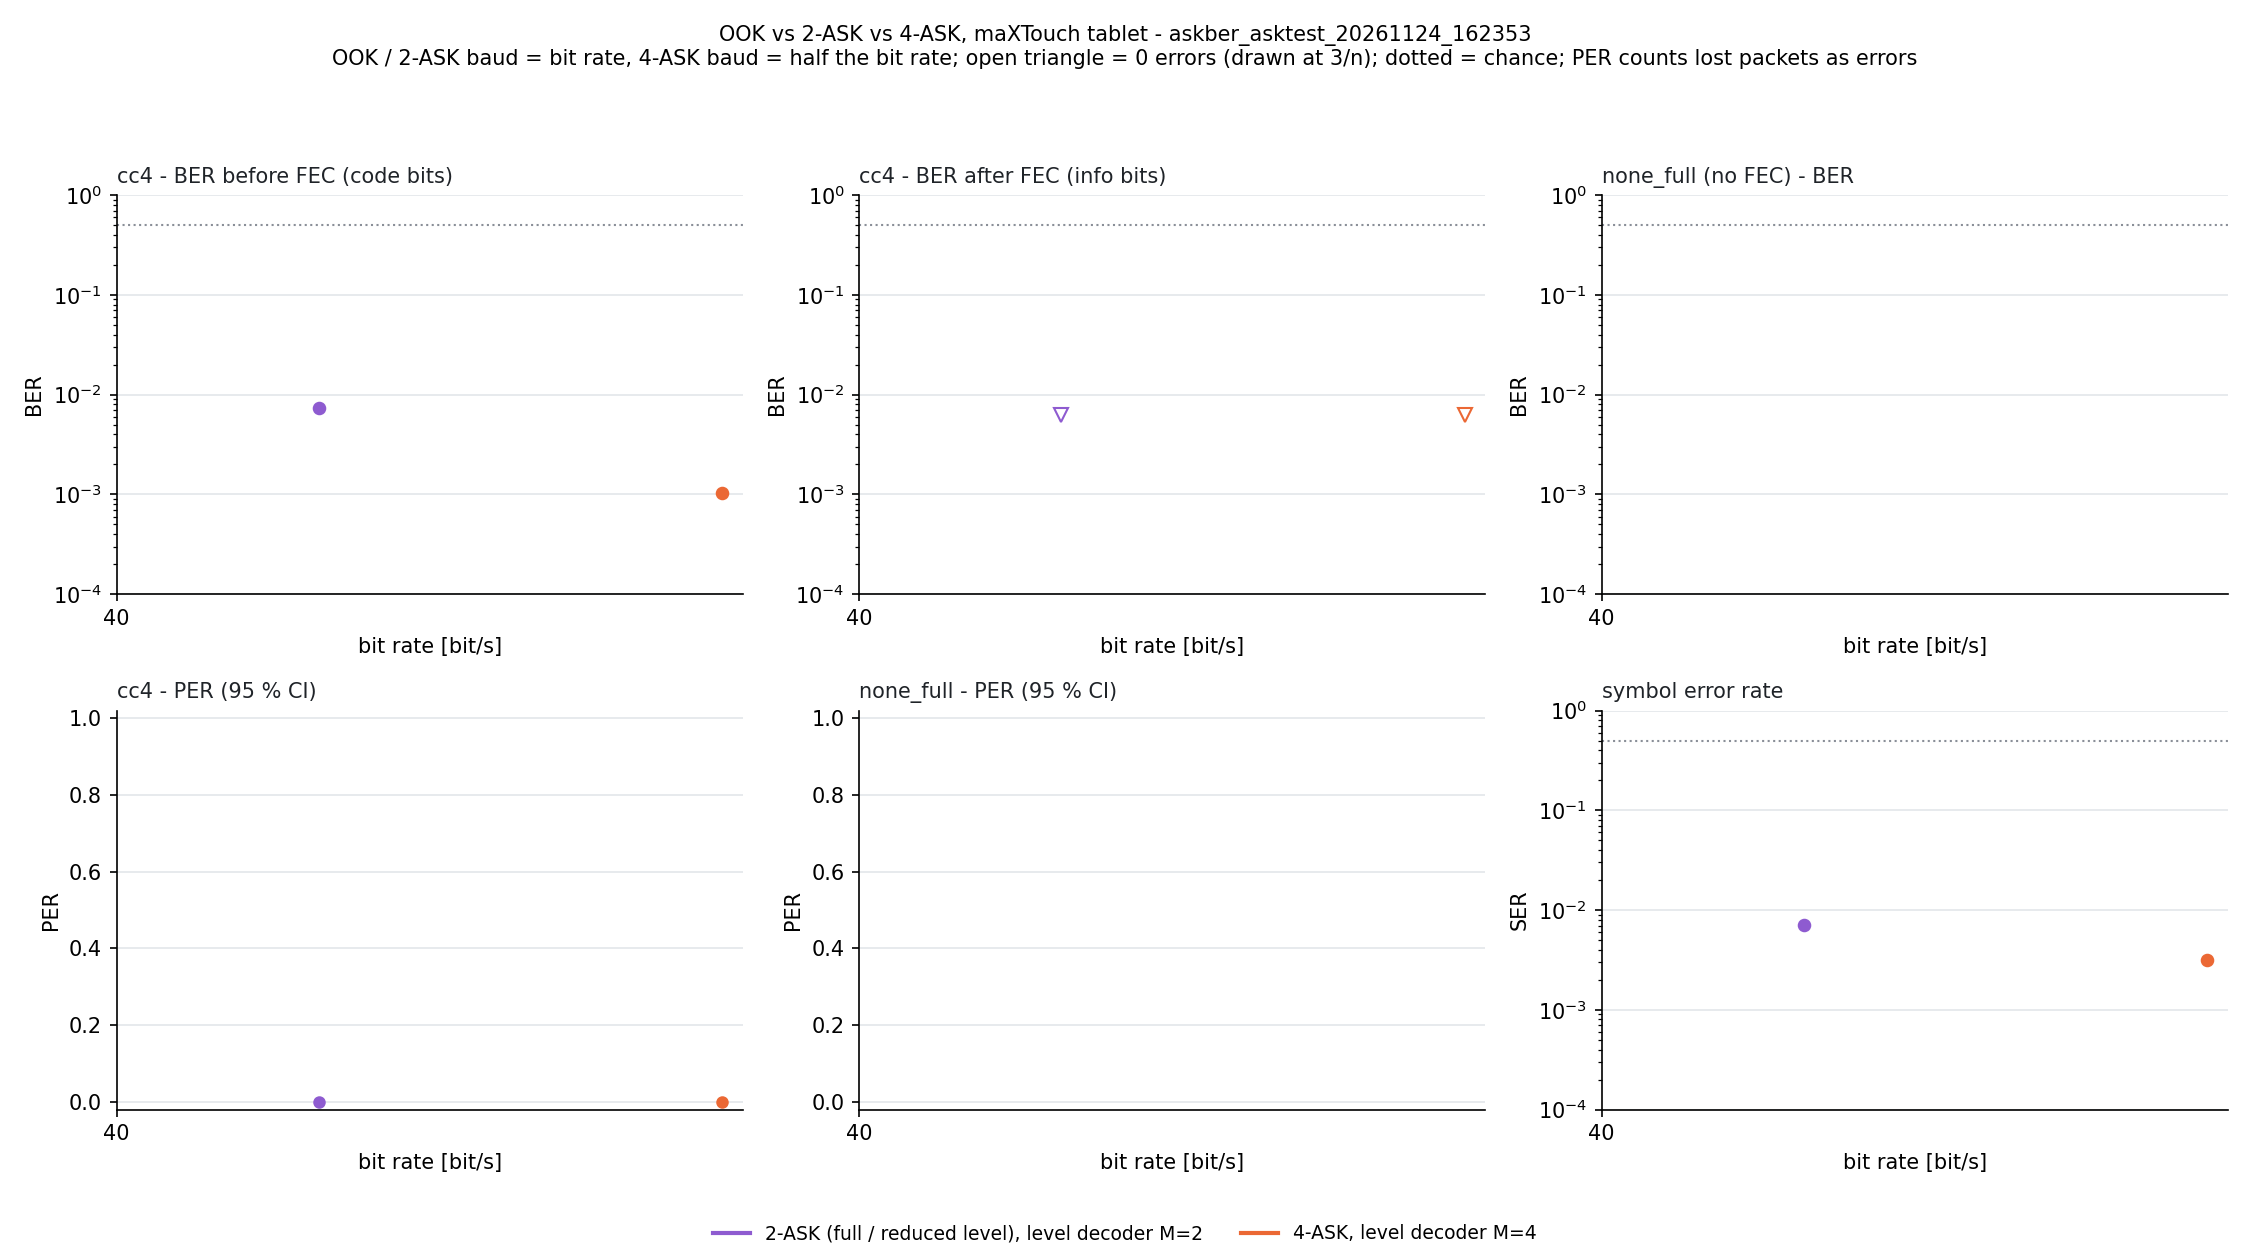 OOK vs 2-ASK vs 4-ASK, maXTouch tablet - askber_asktest_20261124_162353
OOK / 2-ASK baud = bit rate, 4-ASK baud = half the bit rate; open triangle = 0 errors (drawn at 3/n); dotted = chance; PER counts lost packets as errors
cc4 - BER before FEC (code bits)
10⁰
10⁻¹
10⁻²
10⁻³
10⁻⁴
BER
40
bit rate [bit/s]
cc4 - BER after FEC (info bits)
10⁰
10⁻¹
10⁻²
10⁻³
10⁻⁴
BER
40
bit rate [bit/s]
none_full (no FEC) - BER
10⁰
10⁻¹
10⁻²
10⁻³
10⁻⁴
BER
40
bit rate [bit/s]
cc4 - PER (95 % CI)
1.0
0.8
0.6
0.4
0.2
0.0
PER
40
bit rate [bit/s]
none_full - PER (95 % CI)
1.0
0.8
0.6
0.4
0.2
0.0
PER
40
bit rate [bit/s]
symbol error rate
10⁰
10⁻¹
10⁻²
10⁻³
10⁻⁴
SER
40
bit rate [bit/s]
2-ASK (full / reduced level), level decoder M=2
4-ASK, level decoder M=4